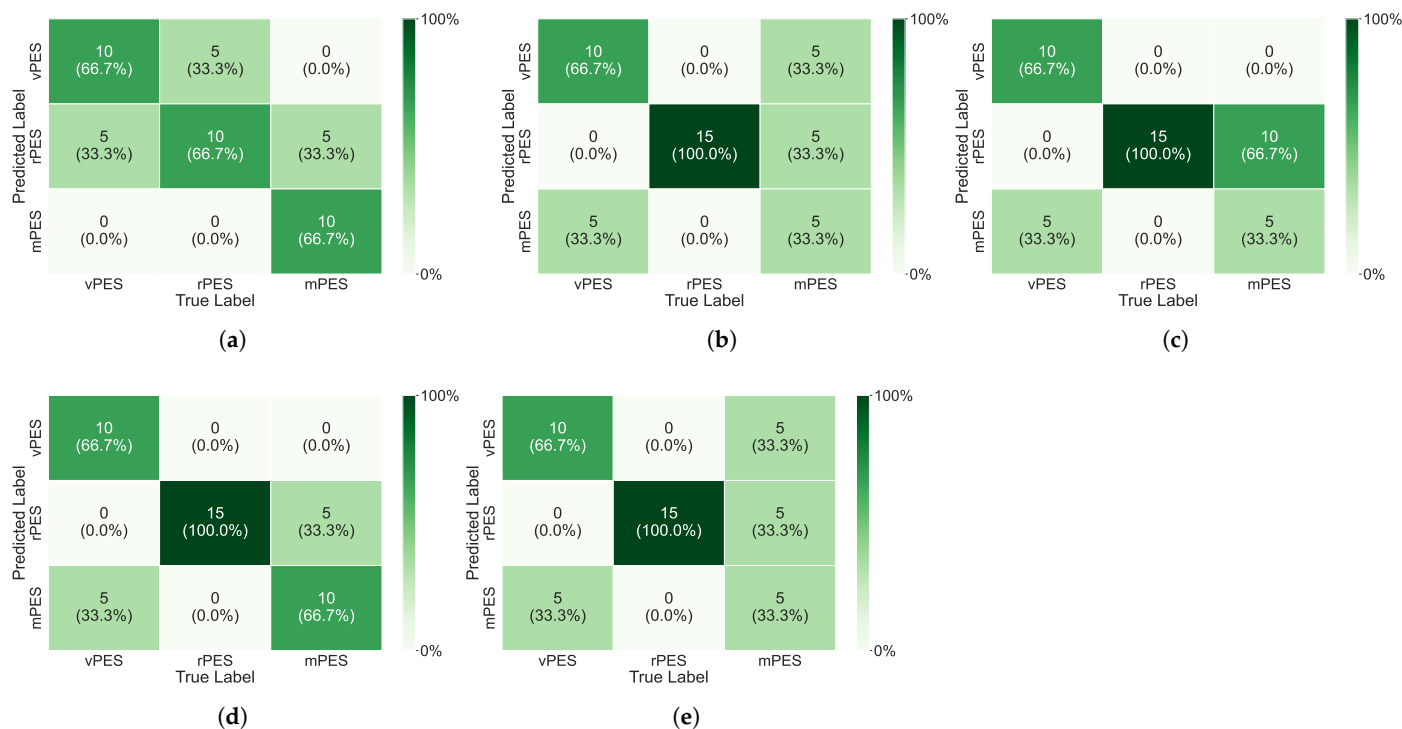 Predicted Label
vPES
rPES
mPES
10
(66.7%)
5
(33.3%)
0
(0.0%)
5
(33.3%)
10
(66.7%)
5
(33.3%)
0
(0.0%)
0
(0.0%)
10
(66.7%)
vPES
rPES
mPES
True Label
100%
0%
(a)
Predicted Label
vPES
rPES
mPES
10
(66.7%)
0
(0.0%)
5
(33.3%)
0
(0.0%)
15
(100.0%)
5
(33.3%)
5
(33.3%)
0
(0.0%)
5
(33.3%)
vPES
rPES
mPES
True Label
100%
0%
(b)
Predicted Label
vPES
rPES
mPES
10
(66.7%)
0
(0.0%)
0
(0.0%)
0
(0.0%)
15
(100.0%)
10
(66.7%)
5
(33.3%)
0
(0.0%)
5
(33.3%)
vPES
rPES
mPES
True Label
100%
0%
(c)
Predicted Label
vPES
rPES
mPES
10
(66.7%)
0
(0.0%)
0
(0.0%)
0
(0.0%)
15
(100.0%)
5
(33.3%)
5
(33.3%)
0
(0.0%)
10
(66.7%)
vPES
rPES
mPES
True Label
100%
0%
(d)
Predicted Label
vPES
rPES
mPES
10
(66.7%)
0
(0.0%)
5
(33.3%)
0
(0.0%)
15
(100.0%)
5
(33.3%)
5
(33.3%)
0
(0.0%)
5
(33.3%)
vPES
rPES
mPES
True Label
100%
0%
(e)